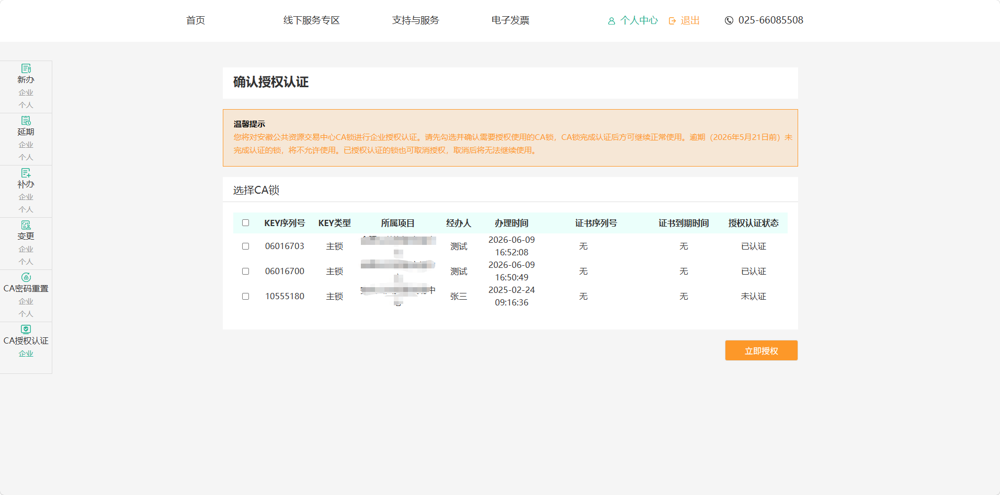 首页 线下服务专区 支持与服务 电子发票 个人中心 退出 025-66085508
新办
企业
个人
延期
企业
个人
补办
企业
个人
变更
企业
个人
CA密码重置
企业
个人
CA授权认证
企业
确认授权认证
温馨提示
您将对安徽公共资源交易中心CA锁进行企业授权认证。请先勾选并确认需要授权使用的CA锁，CA锁完成认证后方可继续正常使用。逾期（2026年5月21日前）未
完成认证的锁，将不允许使用。已授权认证的锁也可取消授权，取消后将无法继续使用。
选择CA锁
KEY序列号 KEY类型 所属项目 经办人 办理时间 证书序列号 证书到期时间 授权认证状态
06016703 主锁 测试 2026-06-09 16:52:08 无 无 已认证
06016700 主锁 测试 2026-06-09 16:50:49 无 无 已认证
10555180 主锁 中 张三 2025-02-24 09:16:36 无 无 未认证
立即授权